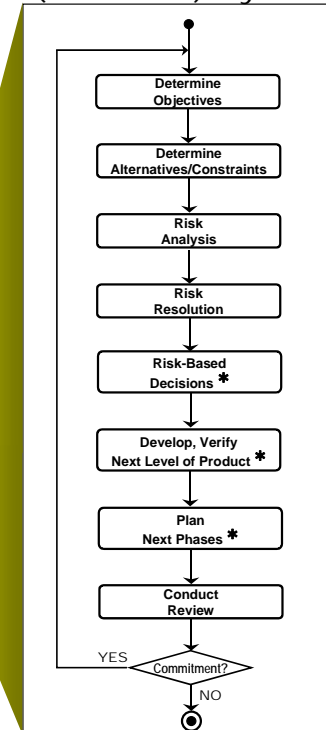 Determine
Objectives
Determine
Alternatives/Constraints
Risk
Analysis
Risk
Resolution
Risk-Based
Decisions *
Develop, Verify
Next Level of Product *
Plan
Next Phases *
Conduct
Review
YES
Commitment?
NO